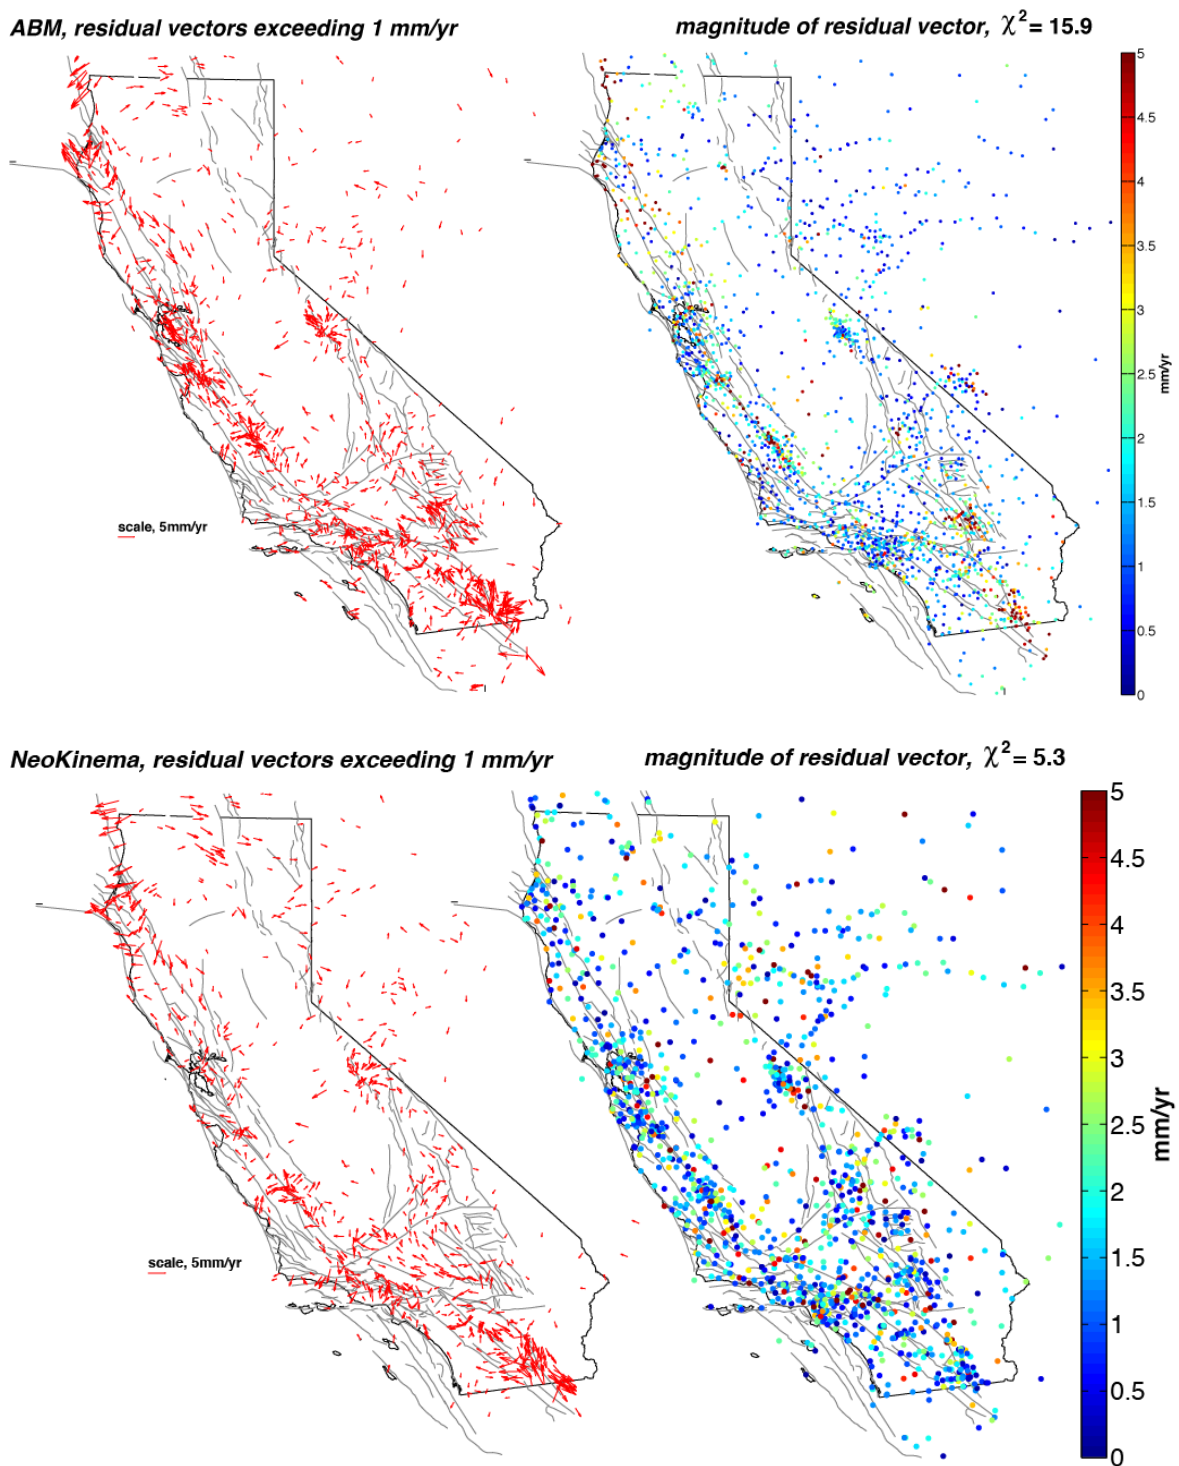 ABM, residual vectors exceeding 1 mm/yr
magnitude of residual vector, χ² = 15.9
scale, 5mm/yr
5
4.5
4
3.5
3
2.5
2
1.5
1
0.5
0
mm/yr
NeoKinema, residual vectors exceeding 1 mm/yr
magnitude of residual vector, χ² = 5.3
scale, 5mm/yr
5
4.5
4
3.5
3
2.5
2
1.5
1
0.5
0
mm/yr